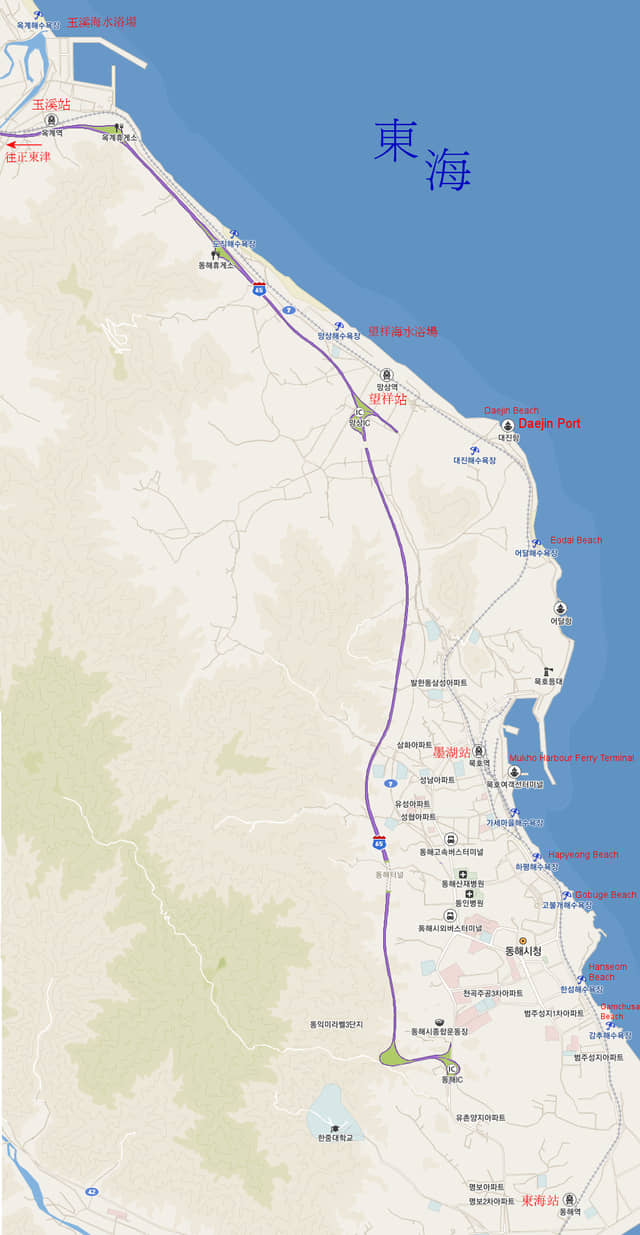 옥계해수욕장 玉溪海水浴場
玉溪站
옥계역
옥계휴게소
往正東津
東
海
도직해수욕장
동해휴게소
65
7
망상해수욕장 望祥海水浴場
망상역
望祥站
IC
망상IC
Daejin Beach
Daejin Port
대진항
대진해수욕장
Eodal Beach
어달해수욕장
어달항
묵호등대
발한동삼성아파트
삼화아파트
墨湖站
묵호역
Mukho Harbour Ferry Terminal
묵호여객선터미널
7
성남아파트
유성아파트
성협아파트
가세마을해수욕장
65
동해고속버스터미널
Hapyeong Beach
하평해수욕장
동해터널
동해산재병원
동인병원
Gobuge Beach
고불개해수욕장
동해시외버스터미널
동해시청
Hanseom
Beach
한섬해수욕장
천곡주공3차아파트
Gamchusa
Beach
범주성지1차아파트
감추해수욕장
동익미라벨3단지
동해시종합운동장
범주성지아파트
IC
동해IC
유촌양지아파트
한중대학교
42
명보아파트
명보2차아파트
東海站
동해역